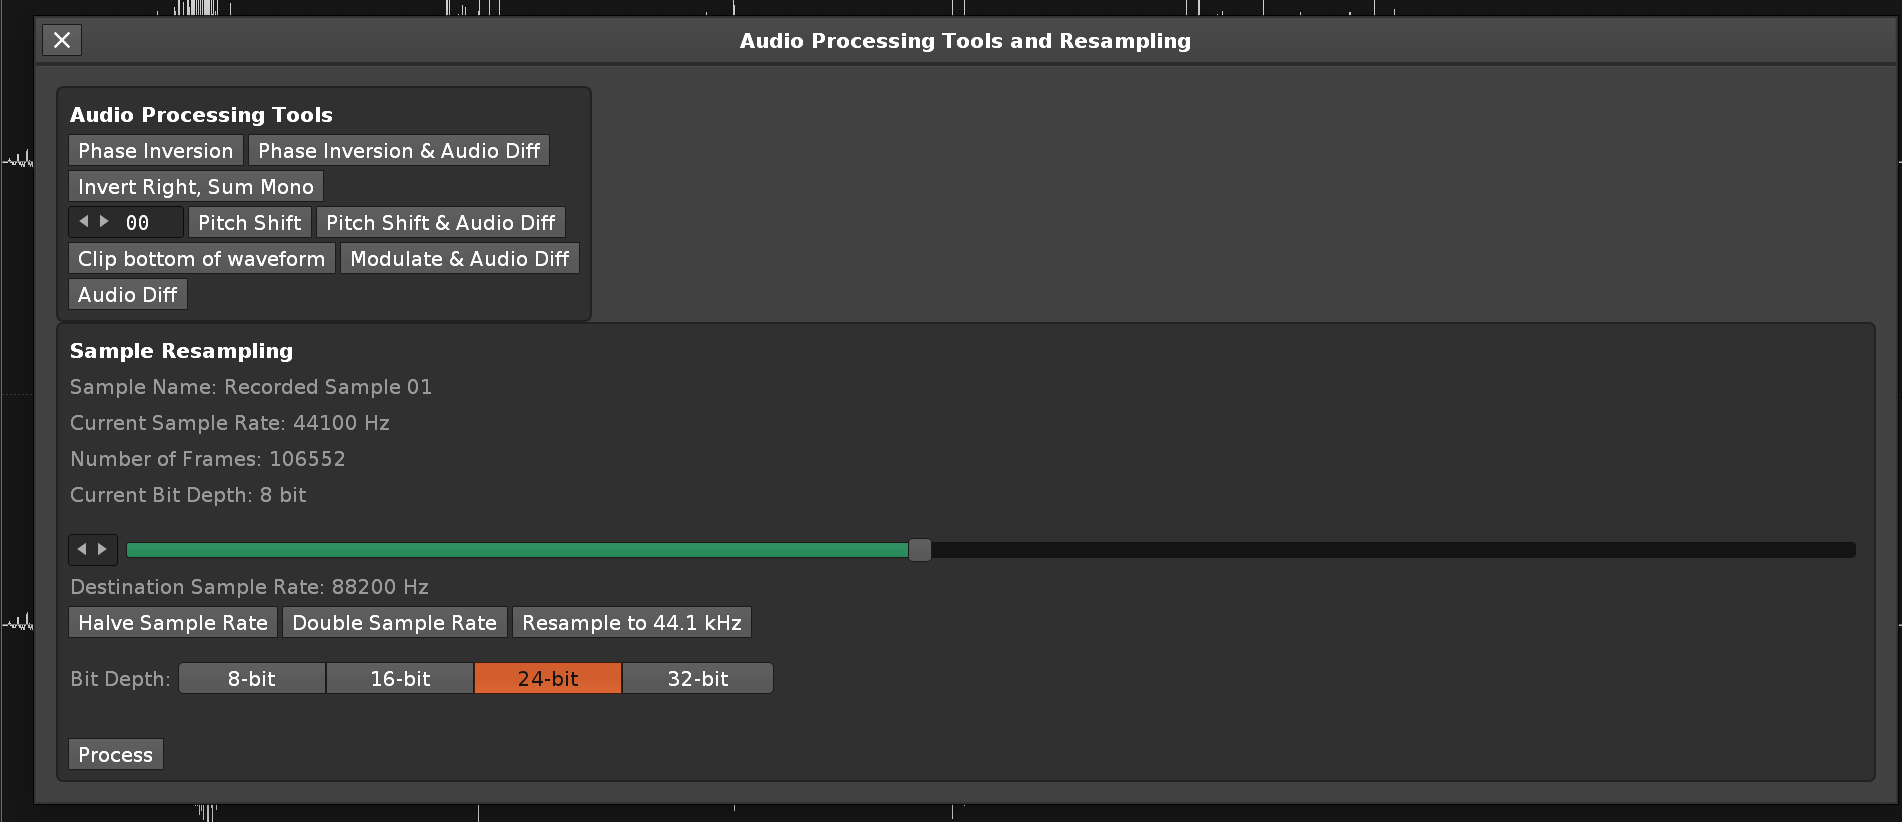 Audio Processing Tools and Resampling
Audio Processing Tools
Phase Inversion Phase Inversion & Audio Diff
Invert Right, Sum Mono
00 Pitch Shift Pitch Shift & Audio Diff
Clip bottom of waveform Modulate & Audio Diff
Audio Diff
Sample Resampling
Sample Name: Recorded Sample 01
Current Sample Rate: 44100 Hz
Number of Frames: 106552
Current Bit Depth: 8 bit
Destination Sample Rate: 88200 Hz
Halve Sample Rate Double Sample Rate Resample to 44.1 kHz
Bit Depth: 8-bit 16-bit 24-bit 32-bit
Process